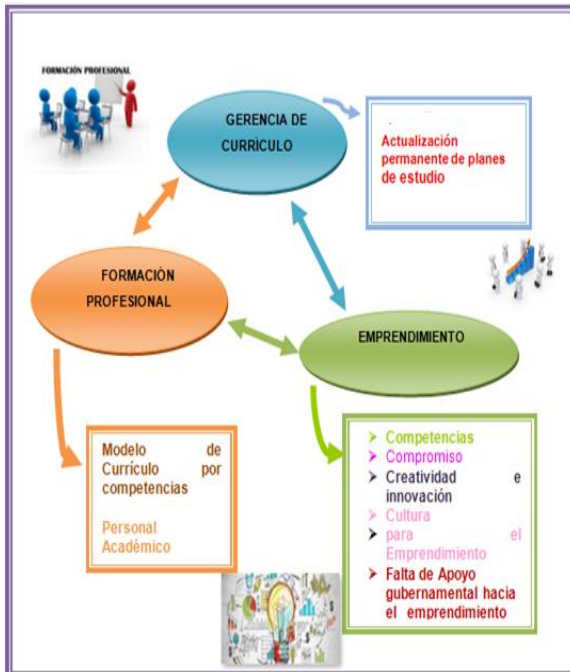 FORMACIÓN PROFESIONAL
GERENCIA DE
CURRÌCULO
Actualización
permanente de planes
de estudio
FORMACIÒN
PROFESIONAL
EMPRENDIMIENTO
Modelo de
Currículo por
competencias
Personal
Acadèmico
Competencias
Compromiso
Creatividad e
innovación
Cultura
para el
Emprendimiento
Falta de Apoyo
gubernamental hacia
el emprendimiento